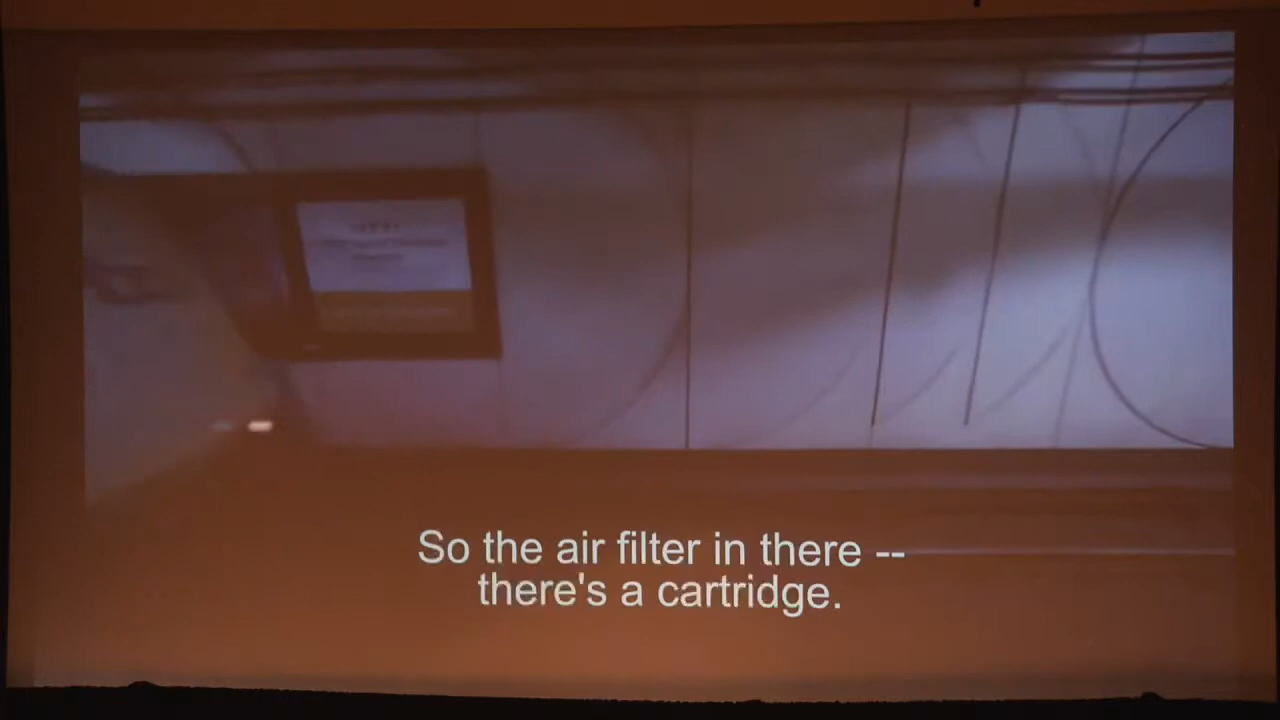 So the air filter in there --
there's a cartridge.